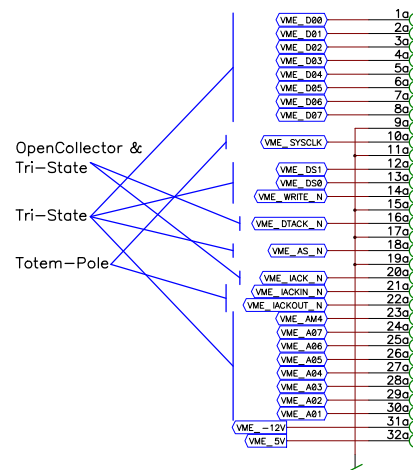 VME_D00 1a
VME_D01 2a
VME_D02 3a
VME_D03 4a
VME_D04 5a
VME_D05 6a
VME_D06 7a
VME_D07 8a
9a
VME_SYSCLK 10a
11a
OpenCollector &
Tri-State
VME_DS1 12a
VME_DS0 13a
VME_WRITE_N 14a
15a
Tri-State
VME_DTACK_N 16a
17a
VME_AS_N 18a
19a
Totem-Pole
VME_IACK_N 20a
VME_IACKIN_N 21a
VME_IACKOUT_N 22a
VME_AM4 23a
VME_A07 24a
VME_A06 25a
VME_A05 26a
VME_A04 27a
VME_A03 28a
VME_A02 29a
VME_A01 30a
VME_-12V 31a
VME_5V 32a